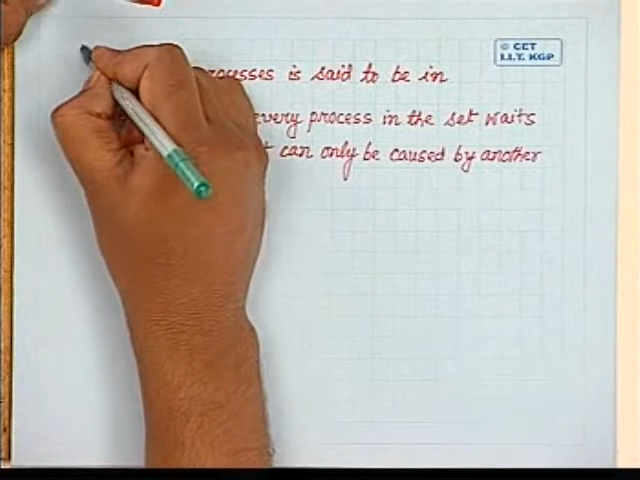 © CET
I.I.T. KGP
rocesses is said to be in
every process in the set waits
t can only be caused by another